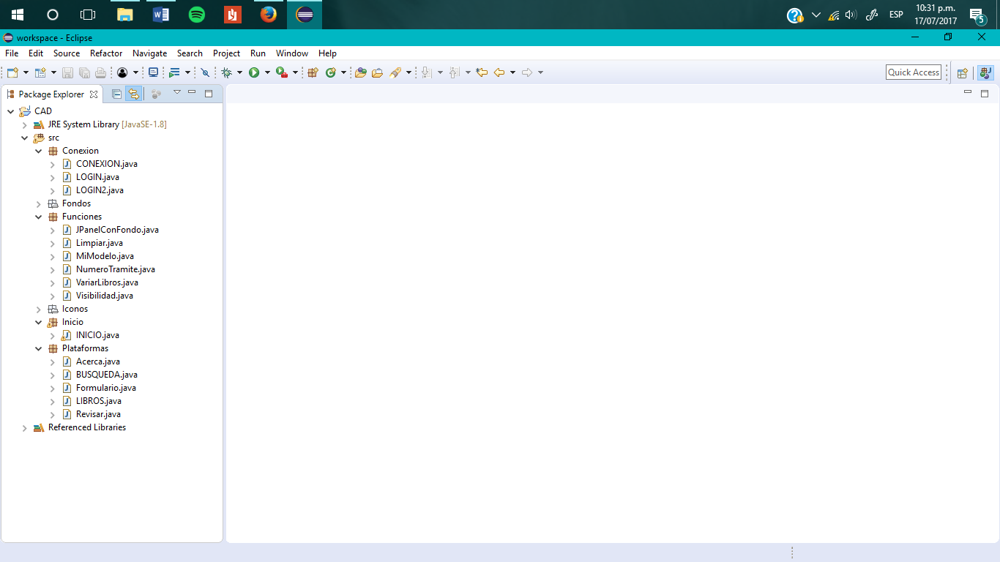 10:31 p.m.
ESP
17/07/2017
5
workspace - Eclipse
File Edit Source Refactor Navigate Search Project Run Window Help
Quick Access
Package Explorer
CAD
JRE System Library [JavaSE-1.8]
src
Conexion
CONEXION.java
LOGIN.java
LOGIN2.java
Fondos
Funciones
JPanelConFondo.java
Limpiar.java
MiModelo.java
NumeroTramite.java
VariarLibros.java
Visibilidad.java
Iconos
Inicio
INICIO.java
Plataformas
Acerca.java
BUSQUEDA.java
Formulario.java
LIBROS.java
Revisar.java
Referenced Libraries